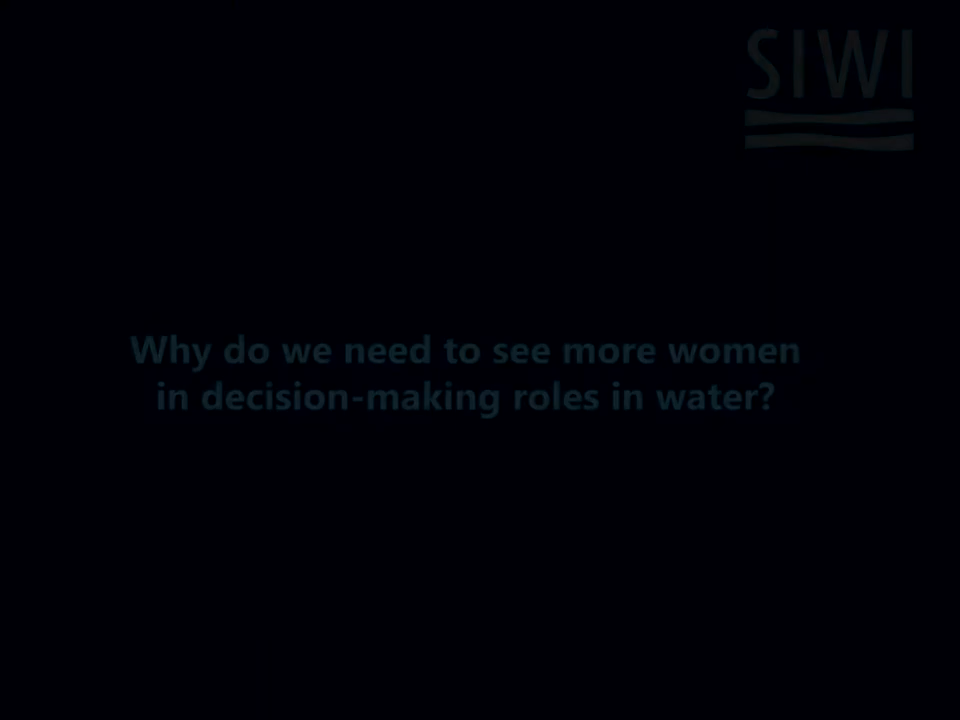 SIWI
Why do we need to see more women
in decision-making roles in water?